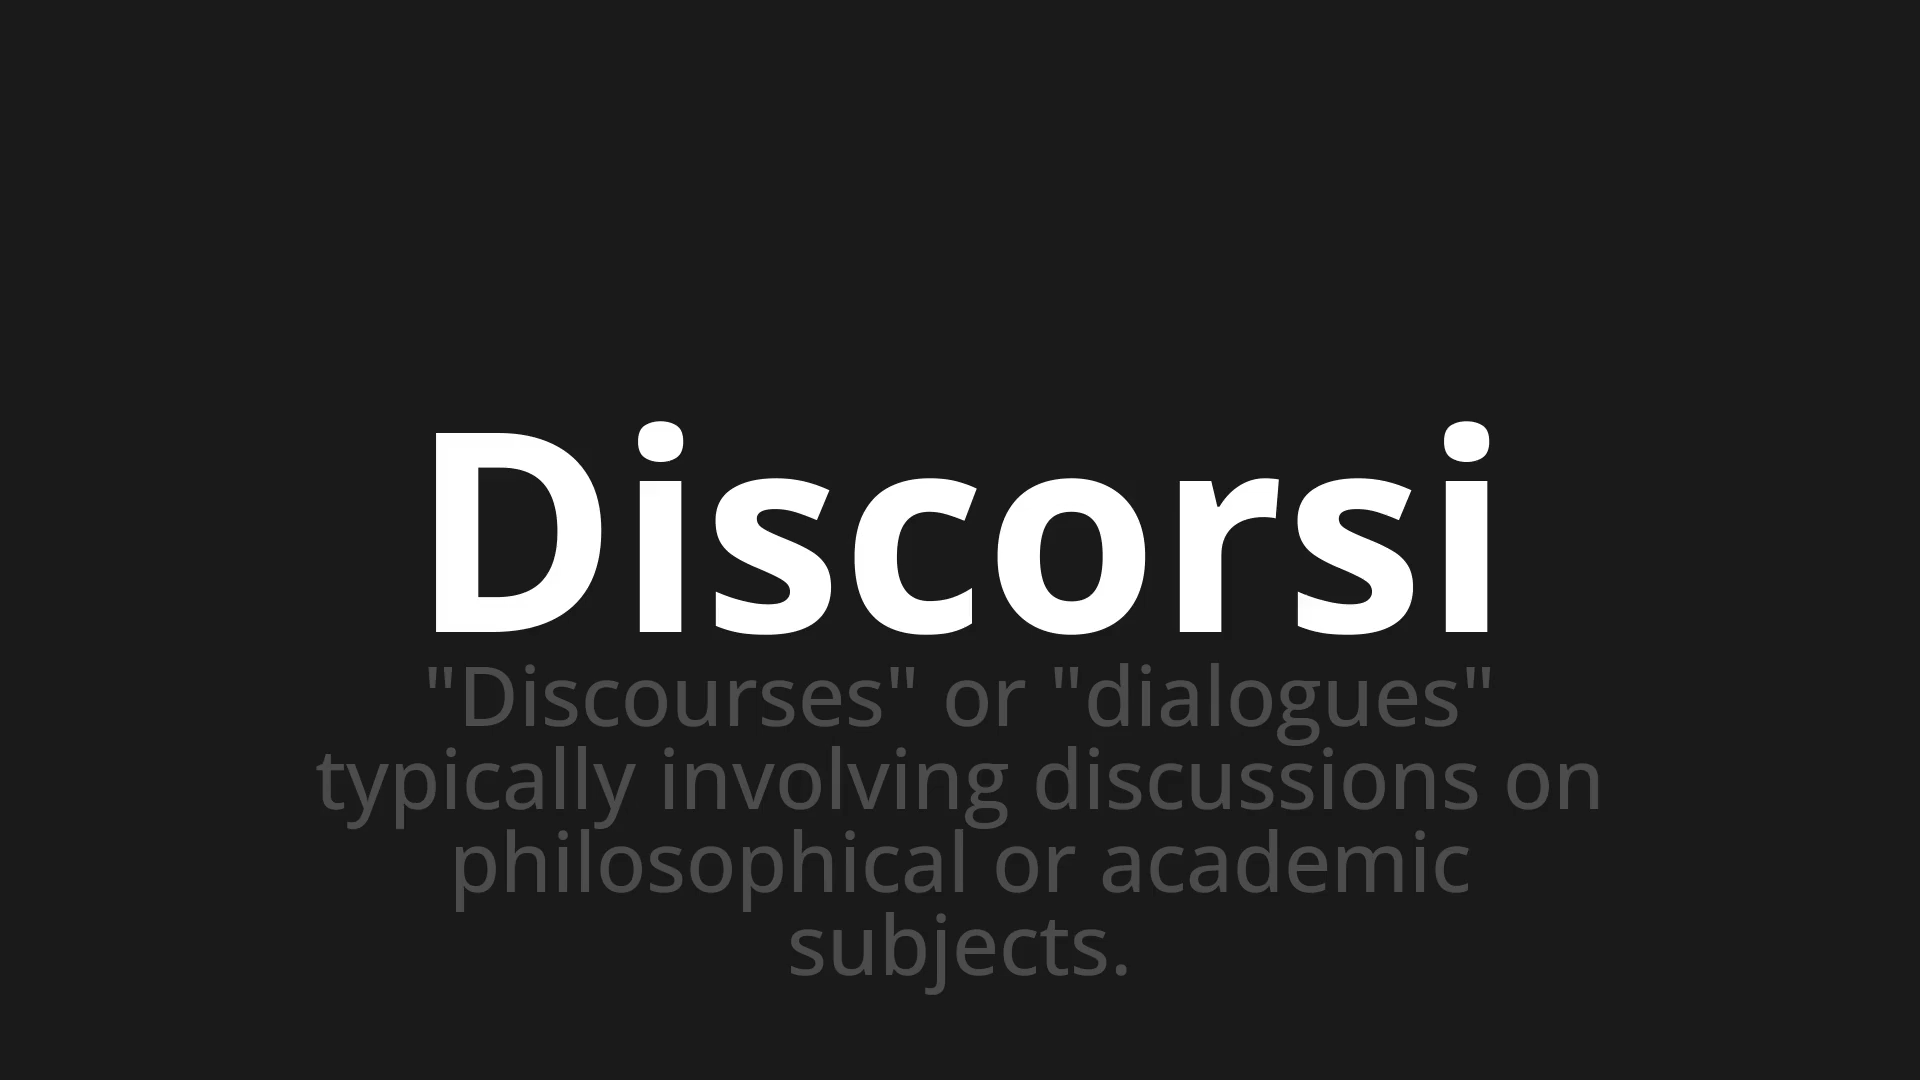 Discorsi
"Discourses" or "dialogues"
typically involving discussions on
philosophical or academic
subjects.